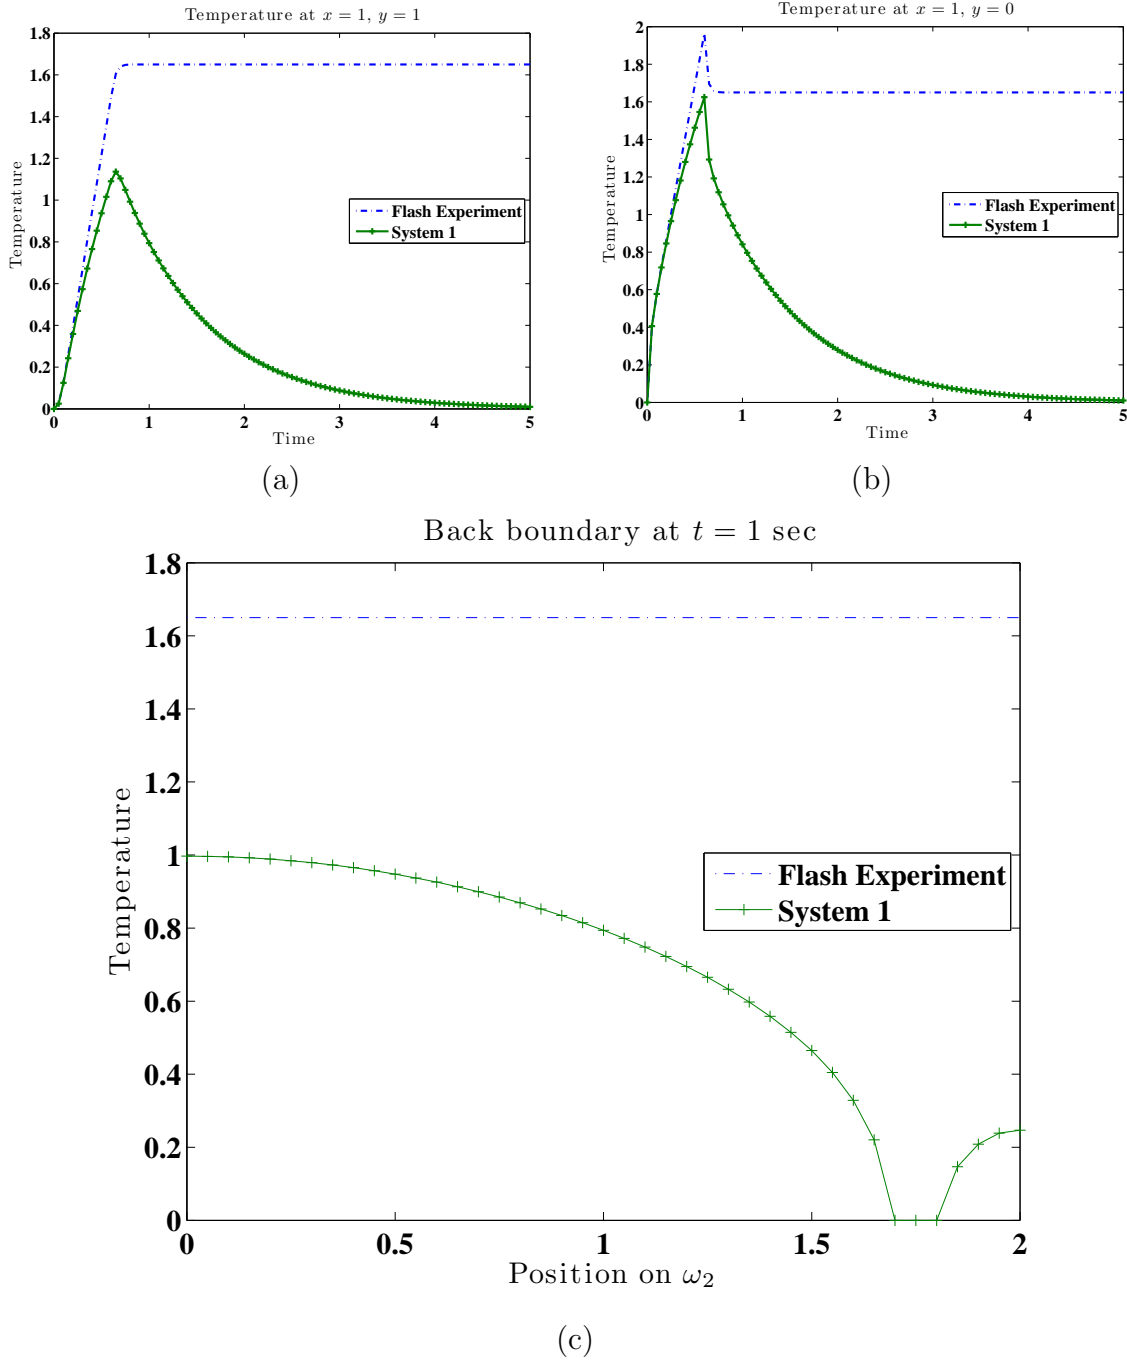 Temperature at x = 1, y = 1
1.8
1.6
1.4
1.2
1
0.8
0.6
0.4
0.2
0
Temperature
Flash Experiment
System 1
0 1 2 3 4 5
Time
(a)
Temperature at x = 1, y = 0
2
1.8
1.6
1.4
1.2
1
0.8
0.6
0.4
0.2
0
Temperature
Flash Experiment
System 1
0 1 2 3 4 5
Time
(b)
Back boundary at t = 1 sec
1.8
1.6
1.4
1.2
1
0.8
0.6
0.4
0.2
0
Temperature
Flash Experiment
System 1
0 0.5 1 1.5 2
Position on ω₂
(c)